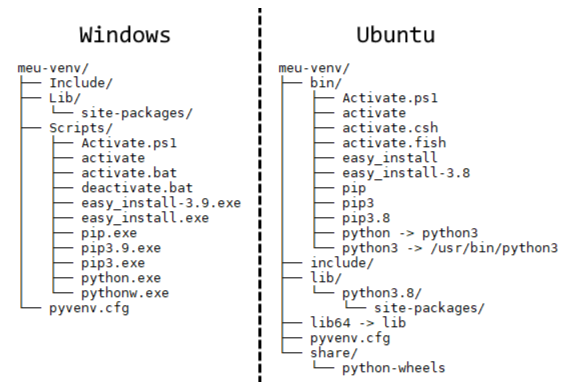 Windows
meu-venv/
├── Include/
├── Lib/
│   └── site-packages/
├── Scripts/
│   ├── Activate.ps1
│   ├── activate
│   ├── activate.bat
│   ├── deactivate.bat
│   ├── easy_install-3.9.exe
│   ├── easy_install.exe
│   ├── pip.exe
│   ├── pip3.9.exe
│   ├── pip3.exe
│   ├── python.exe
│   └── pythonw.exe
└── pyvenv.cfg
Ubuntu
meu-venv/
├── bin/
│   ├── Activate.ps1
│   ├── activate
│   ├── activate.csh
│   ├── activate.fish
│   ├── easy_install
│   ├── easy_install-3.8
│   ├── pip
│   ├── pip3
│   ├── pip3.8
│   ├── python -> python3
│   └── python3 -> /usr/bin/python3
├── include/
├── lib/
│   └── python3.8/
│       └── site-packages/
├── lib64 -> lib
├── pyvenv.cfg
└── share/
    └── python-wheels